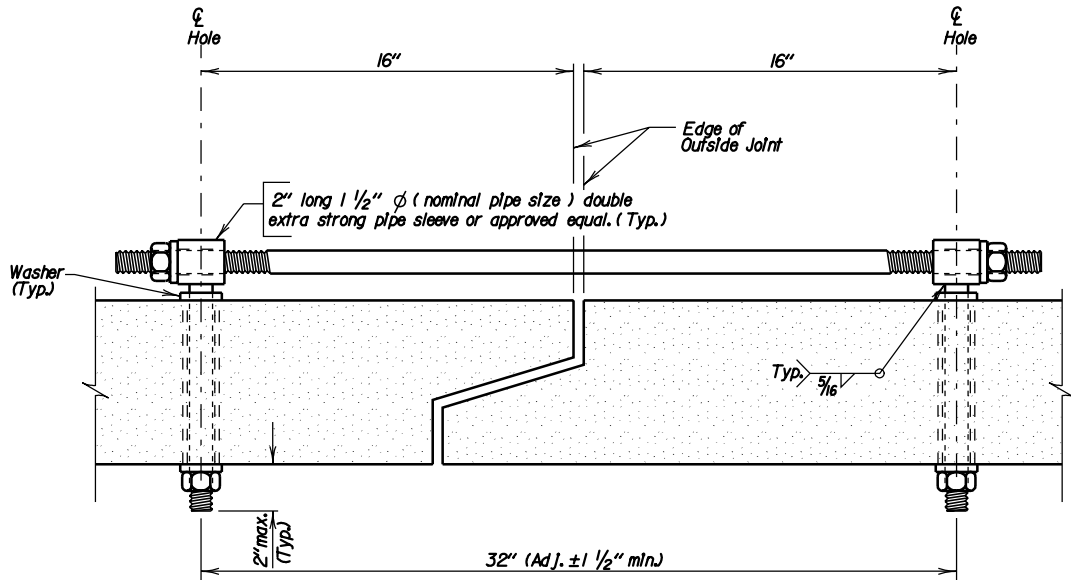 ℄
Hole
℄
Hole
16"
16"
Edge of
Outside Joint
2" long 1 1/2" ϕ ( nominal pipe size ) double
extra strong pipe sleeve or approved equal. ( Typ.)
Washer
(Typ.)
Typ.
5/16
2" max.
(Typ.)
32" (Adj. ±1 1/2" min.)